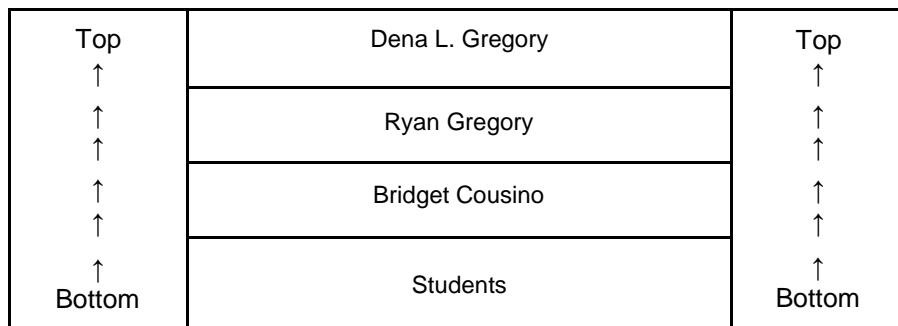 Top
↑
↑
↑
↑
↑
↑
Bottom
Dena L. Gregory
Ryan Gregory
Bridget Cousino
Students
Top
↑
↑
↑
↑
↑
↑
Bottom